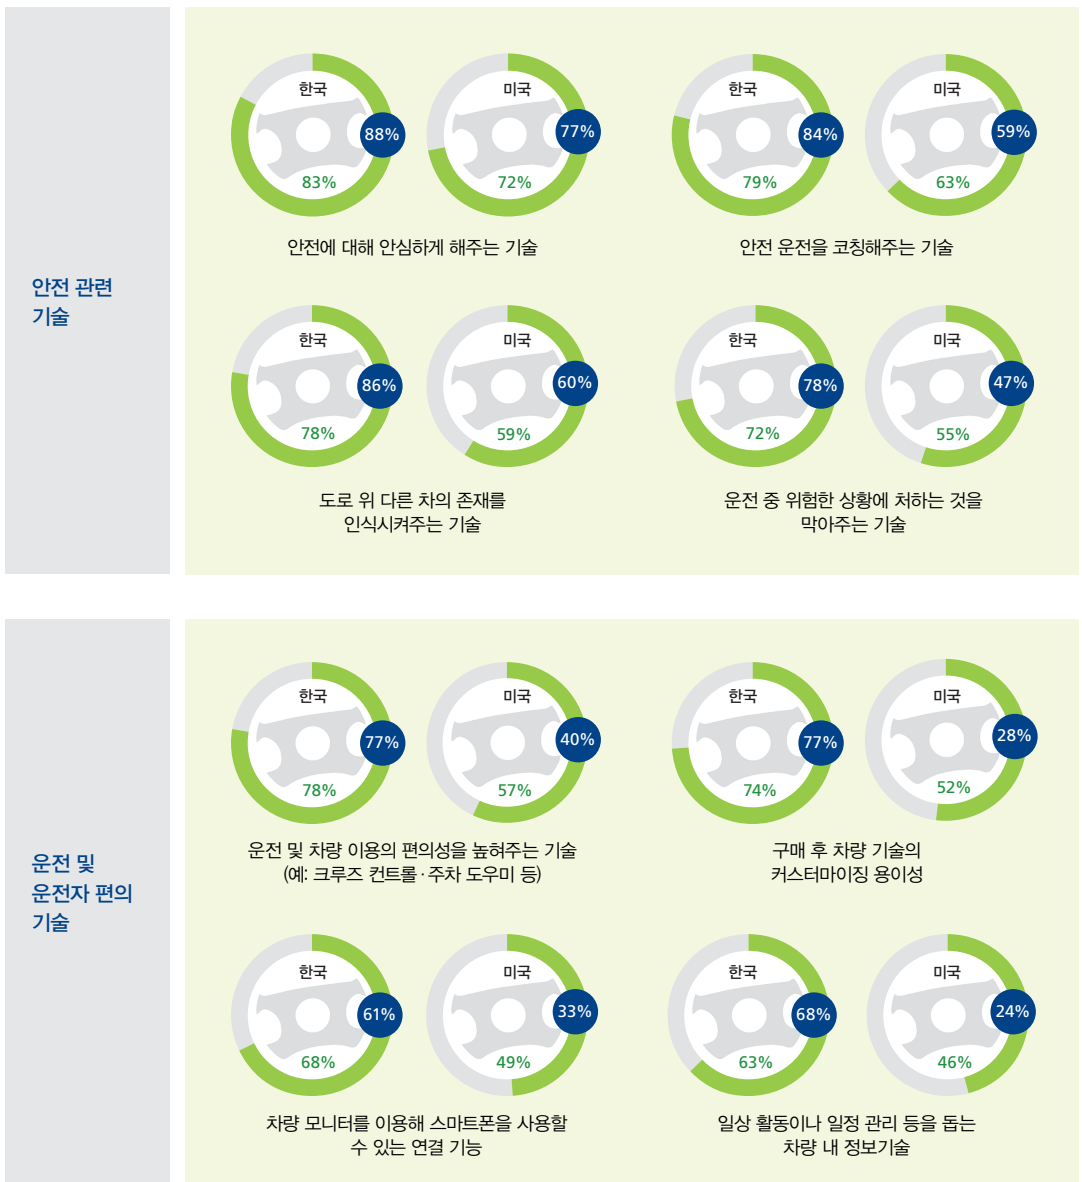 안전 관련
기술
한국
88%
83%
미국
77%
72%
안전에 대해 안심하게 해주는 기술
한국
84%
79%
미국
59%
63%
안전 운전을 코칭해주는 기술
한국
86%
78%
미국
60%
59%
도로 위 다른 차의 존재를
인식시켜주는 기술
한국
78%
72%
미국
47%
55%
운전 중 위험한 상황에 처하는 것을
막아주는 기술
운전 및
운전자 편의
기술
한국
77%
78%
미국
40%
57%
운전 및 차량 이용의 편의성을 높혀주는 기술
(예: 크루즈 컨트롤·주차 도우미 등)
한국
77%
74%
미국
28%
52%
구매 후 차량 기술의
커스터마이징 용이성
한국
61%
68%
미국
33%
49%
차량 모니터를 이용해 스마트폰을 사용할
수 있는 연결 기능
한국
68%
63%
미국
24%
46%
일상 활동이나 일정 관리 등을 돕는
차량 내 정보기술